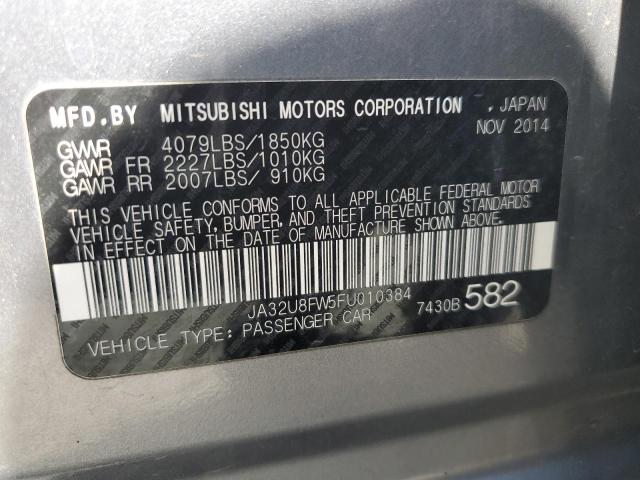 MFD.BY MITSUBISHI MOTORS CORPORATION , JAPAN
NOV 2014
GVWR 4079LBS/1850KG
GAWR FR 2227LBS/1010KG
GAWR RR 2007LBS/ 910KG
THIS VEHICLE CONFORMS TO ALL APPLICABLE FEDERAL MOTOR
VEHICLE SAFETY, BUMPER, AND THEFT PREVENTION STANDARDS
IN EFFECT ON THE DATE OF MANUFACTURE SHOWN ABOVE.
JA32U8FW5FU010384 7430B 582
VEHICLE TYPE: PASSENGER CAR